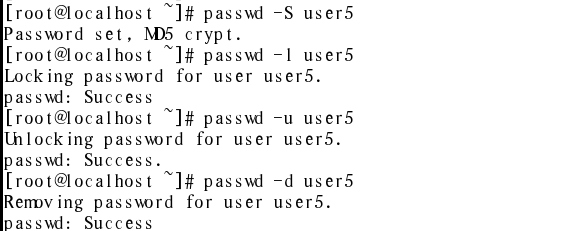 [root@localhost ~]# passwd -S user5
Password set, MD5 crypt.
[root@localhost ~]# passwd -l user5
Locking password for user user5.
passwd: Success
[root@localhost ~]# passwd -u user5
Unlocking password for user user5.
passwd: Success.
[root@localhost ~]# passwd -d user5
Removing password for user user5.
passwd: Success